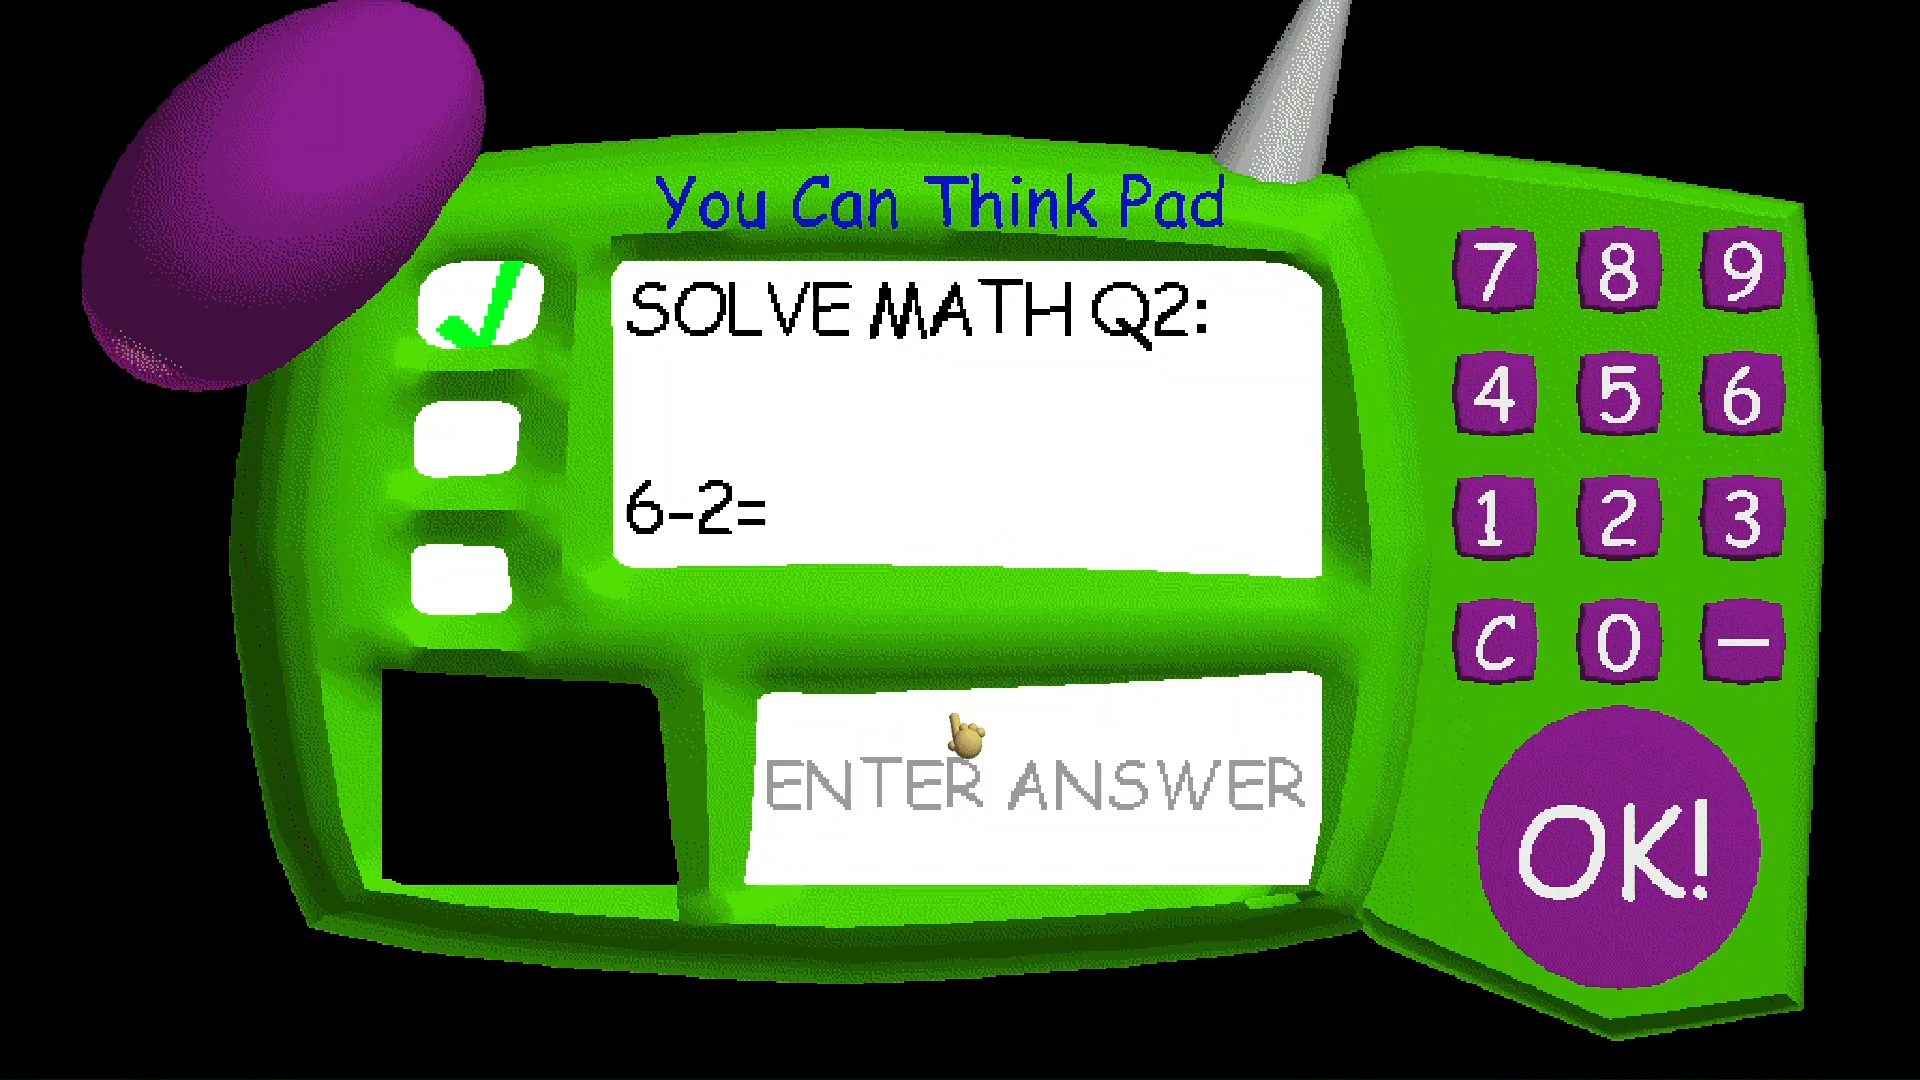 You Can Think Pad
SOLVE MATH Q2:
6-2=
ENTER ANSWER
7 8 9
4 5 6
1 2 3
C 0 -
OK!